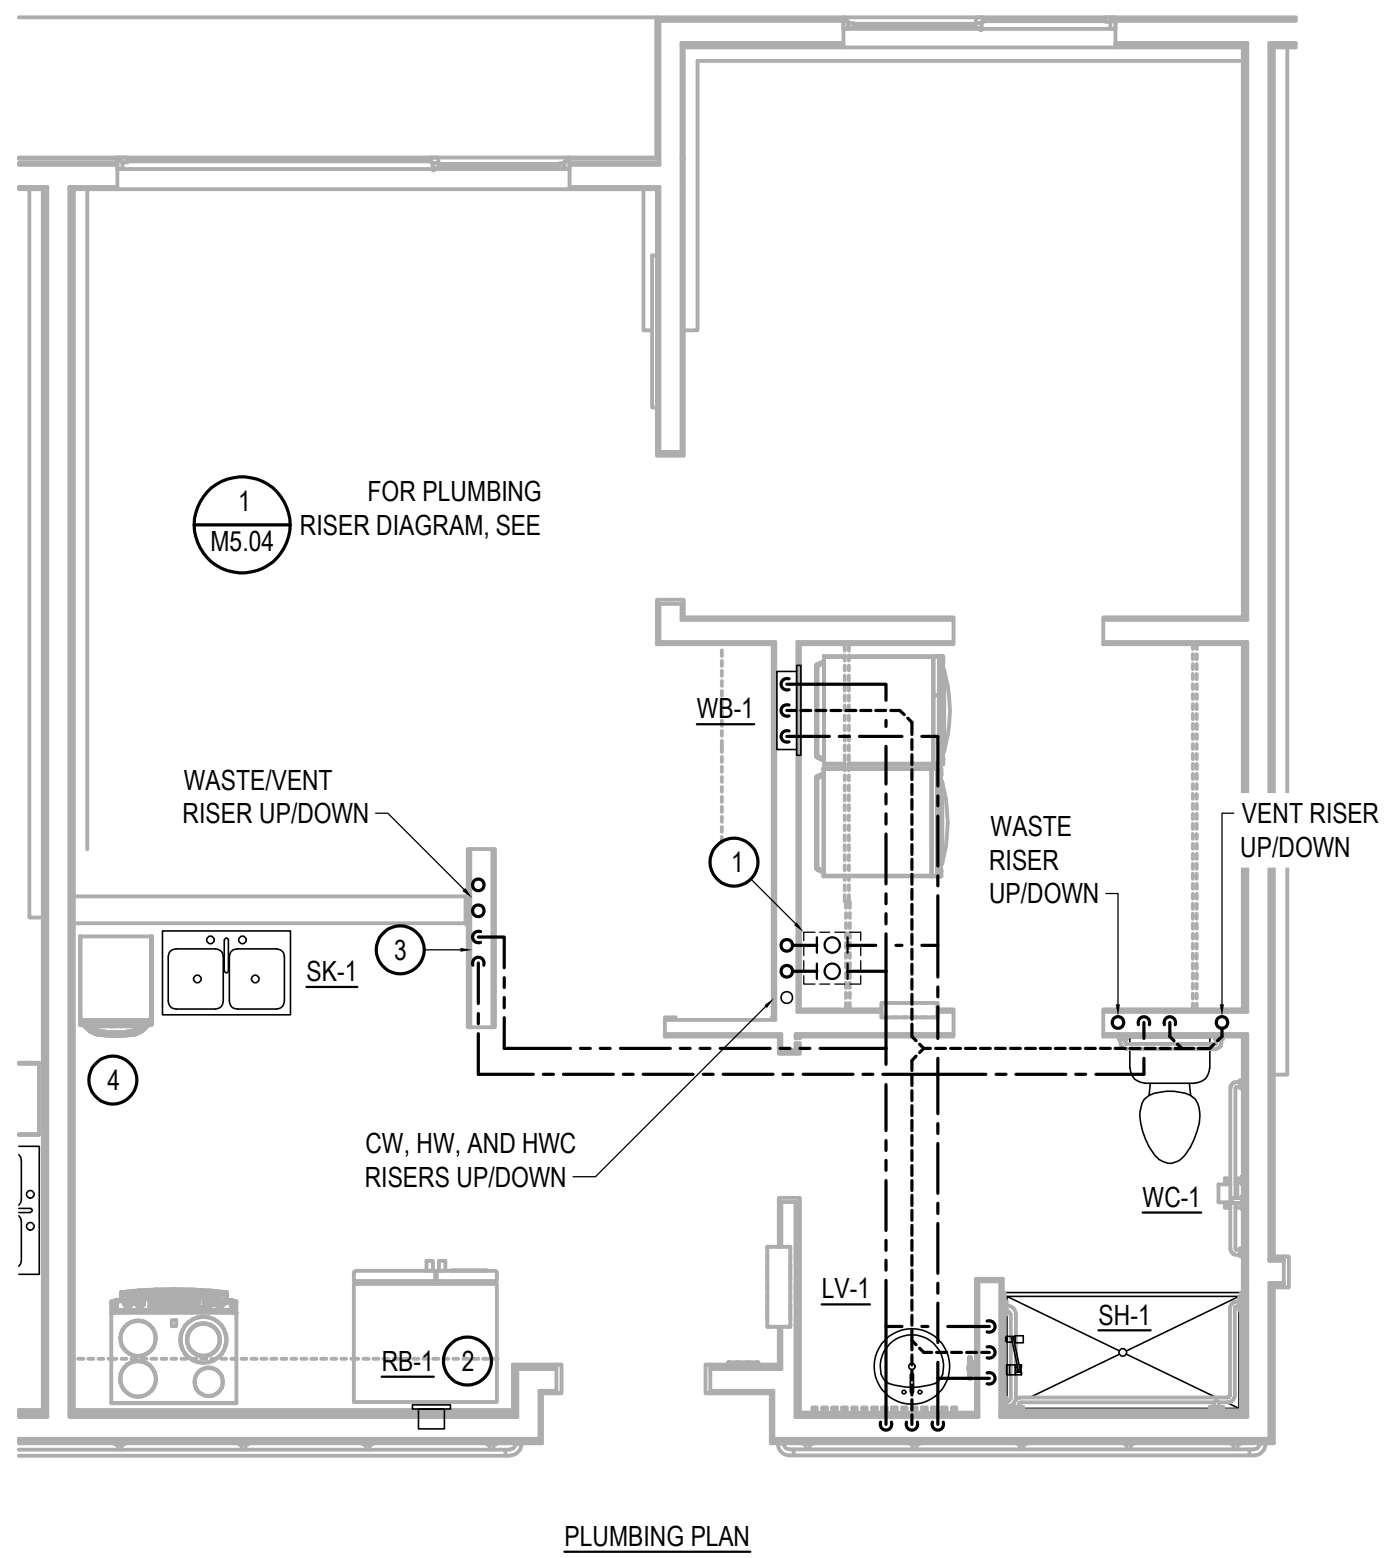 1
M5.04
FOR PLUMBING
RISER DIAGRAM, SEE
WB-1
WASTE/VENT
RISER UP/DOWN
1
WASTE
RISER
UP/DOWN
VENT RISER
UP/DOWN
3
SK-1
4
CW, HW, AND HWC
RISERS UP/DOWN
WC-1
LV-1
SH-1
RB-1
2
PLUMBING PLAN